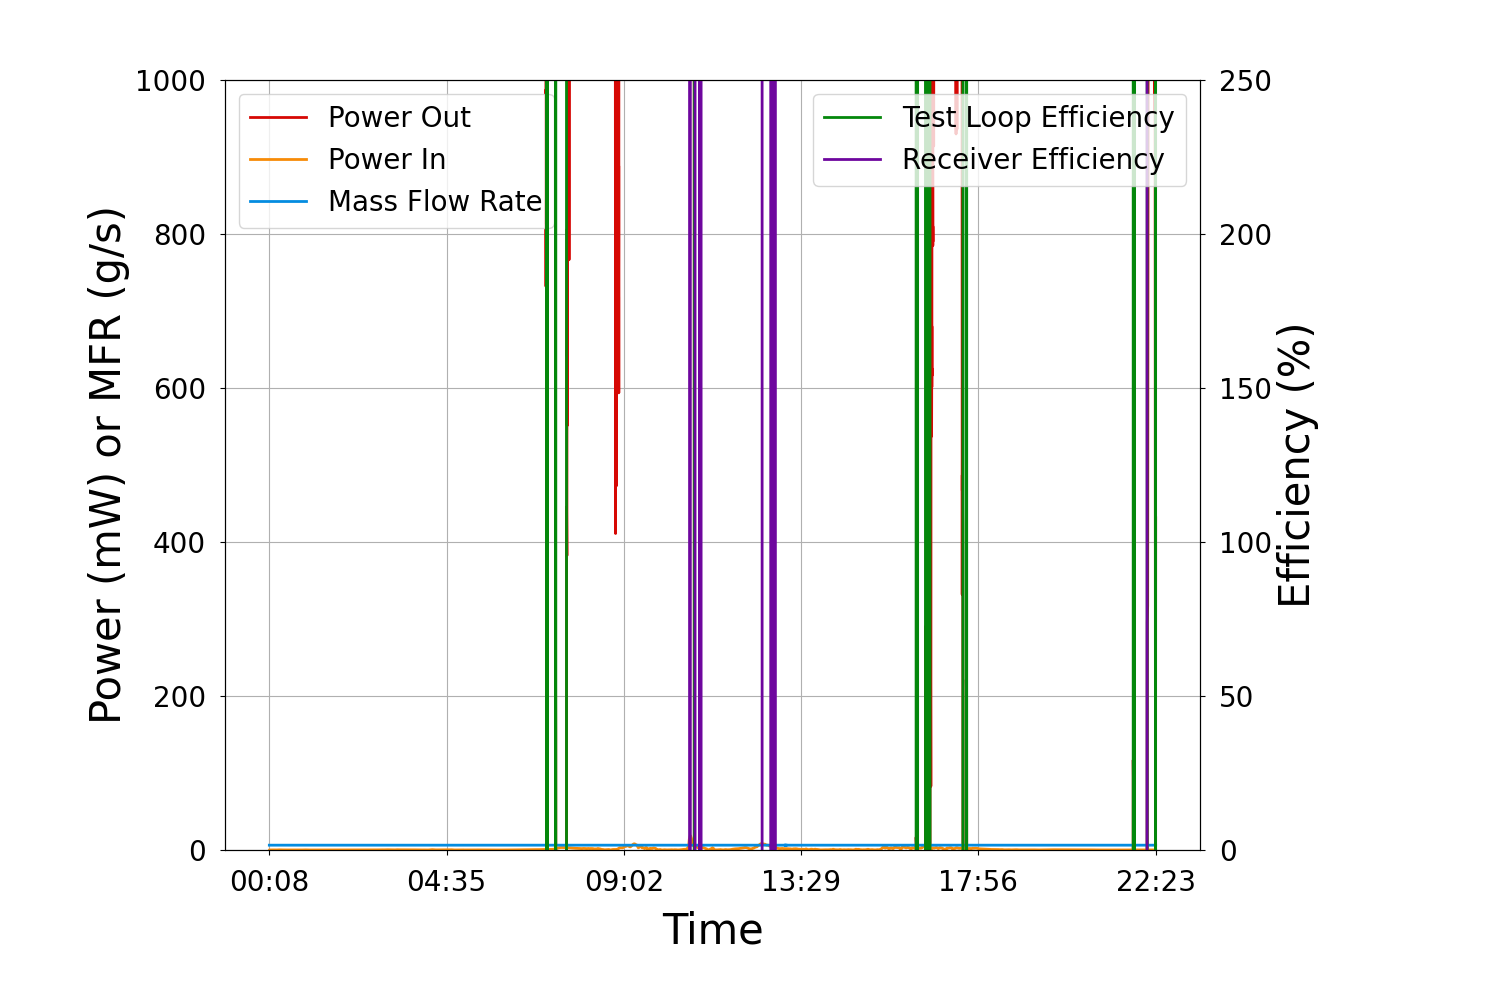 1000
800
600
400
200
0
Power (mW) or MFR (g/s)
Power Out
Power In
Mass Flow Rate
Test Loop Efficiency
Receiver Efficiency
250
200
150
100
50
0
Efficiency (%)
00:08 04:35 09:02 13:29 17:56 22:23
Time